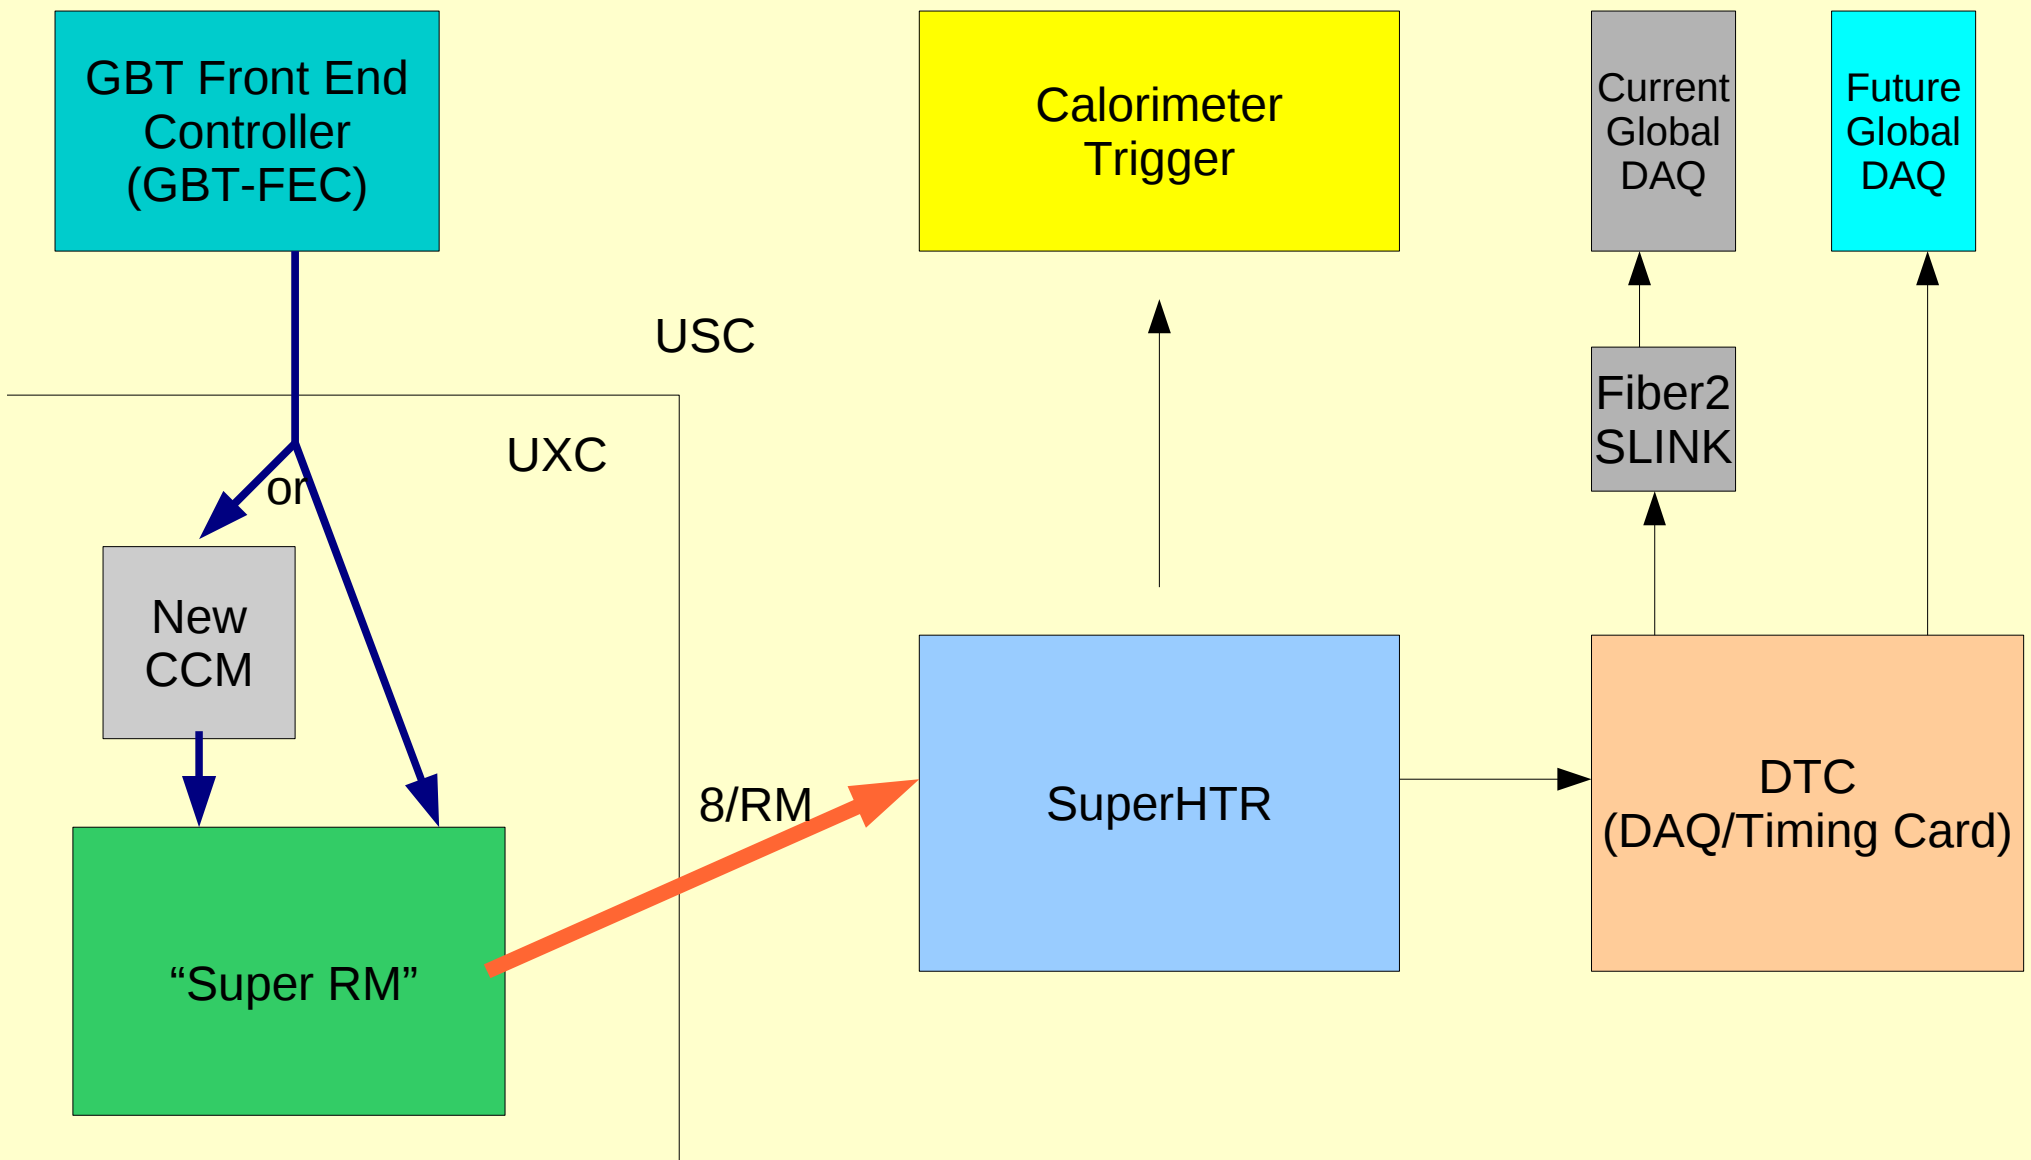 GBT Front End
Controller
(GBT-FEC)
Calorimeter
Trigger
Current
Global
DAQ
Future
Global
DAQ
USC
Fiber2
SLINK
UXC
or
New
CCM
8/RM
SuperHTR
DTC
(DAQ/Timing Card)
“Super RM”